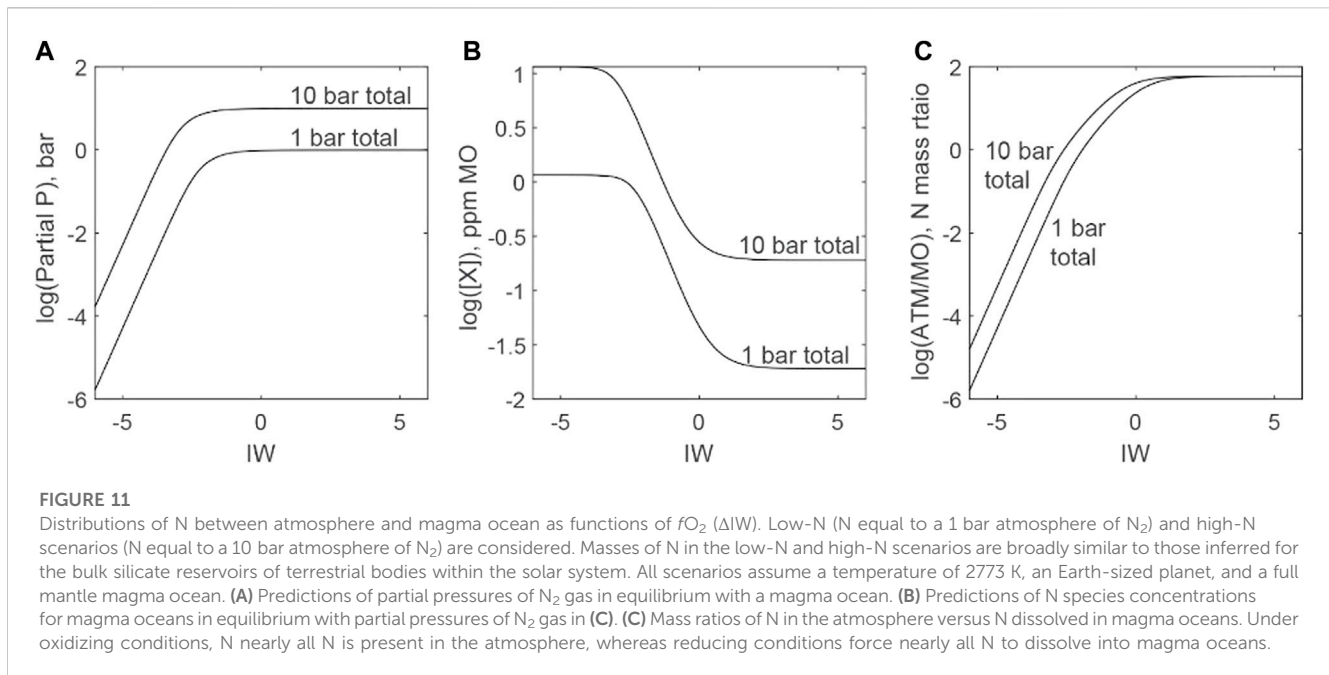 A
B
C
2
0
-2
-4
-6
log(Partial P), bar
10 bar total
1 bar total
-5
0
5
IW
1
0.5
0
-0.5
-1
-1.5
-2
log([X]), ppm MO
10 bar total
1 bar total
-5
0
5
IW
2
0
-2
-4
-6
log(ATM/MO), N mass rtaio
10 bar
total
1 bar
total
-5
0
5
IW
FIGURE 11
Distributions of N between atmosphere and magma ocean as functions of fO₂ (ΔIW). Low-N (N equal to a 1 bar atmosphere of N₂) and high-N
scenarios (N equal to a 10 bar atmosphere of N₂) are considered. Masses of N in the low-N and high-N scenarios are broadly similar to those inferred for
the bulk silicate reservoirs of terrestrial bodies within the solar system. All scenarios assume a temperature of 2773 K, an Earth-sized planet, and a full
mantle magma ocean. (A) Predictions of partial pressures of N₂ gas in equilibrium with a magma ocean. (B) Predictions of N species concentrations
for magma oceans in equilibrium with partial pressures of N₂ gas in (C). (C) Mass ratios of N in the atmosphere versus N dissolved in magma oceans. Under
oxidizing conditions, N nearly all N is present in the atmosphere, whereas reducing conditions force nearly all N to dissolve into magma oceans.